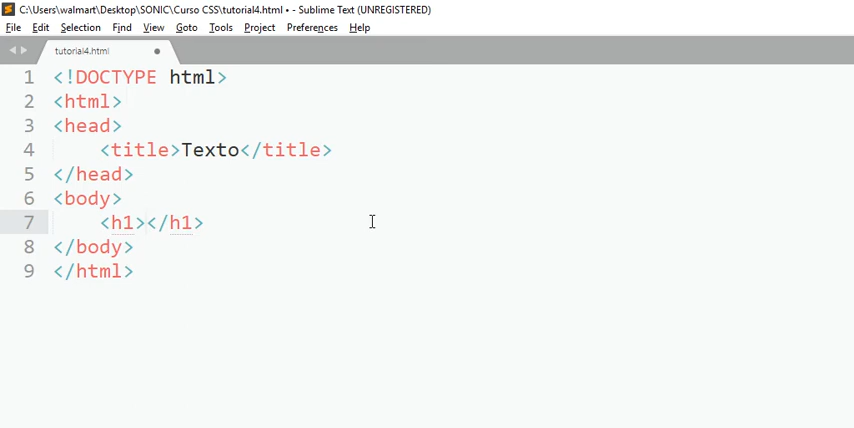 C:\Users\walmart\Desktop\SONIC\Curso CSS\tutorial4.html • - Sublime Text (UNREGISTERED)
File Edit Selection Find View Goto Tools Project Preferences Help
tutorial4.html
1 <!DOCTYPE html>
2 <html>
3 <head>
4 <title>Texto</title>
5 </head>
6 <body>
7 <h1></h1>
8 </body>
9 </html>